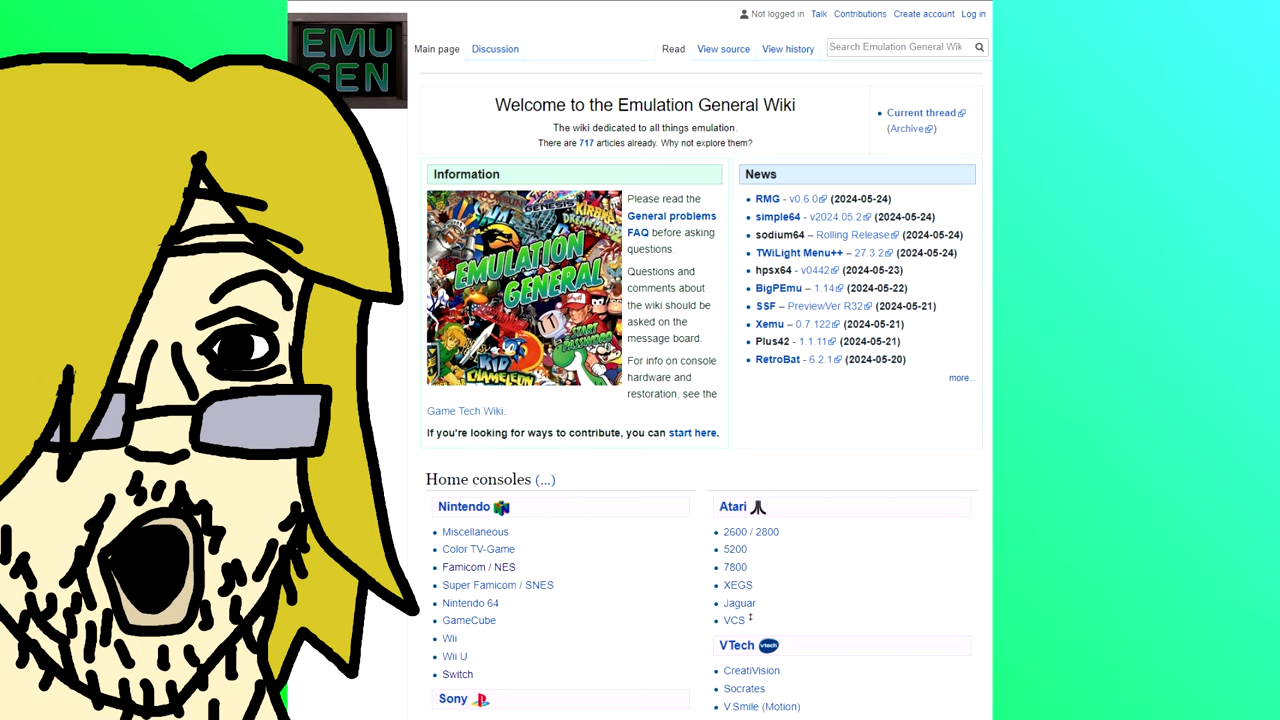 Not logged in Talk Contributions Create account Log in
EMU
GEN
Main page Discussion Read View source View history Search Emulation General Wik
Welcome to the Emulation General Wiki
The wiki dedicated to all things emulation.
There are 717 articles already. Why not explore them?
Current thread
(Archive)
Information
EMULATION
GENERAL
GENESIS
KIRBY'S
DREAM LAND
START
PASSWORD
KID
CHAMELEON
Please read the
General problems
FAQ before asking
questions.
Questions and
comments about
the wiki should be
asked on the
message board.
For info on console
hardware and
restoration, see the
Game Tech Wiki.
If you're looking for ways to contribute, you can start here.
News
RMG - v0.6.0 (2024-05-24)
simple64 - v2024.05.2 (2024-05-24)
sodium64 - Rolling Release (2024-05-24)
TWiLight Menu++ – 27.3.2 (2024-05-24)
hpsx64 - v0442 (2024-05-23)
BigPEmu - 1.14 (2024-05-22)
SSF – PreviewVer R32 (2024-05-21)
Xemu – 0.7.122 (2024-05-21)
Plus42 - 1.1.11 (2024-05-21)
RetroBat - 6.2.1 (2024-05-20)
more...
Home consoles (...)
Nintendo
Miscellaneous
Color TV-Game
Famicom / NES
Super Famicom / SNES
Nintendo 64
GameCube
Wii
Wii U
Switch
Sony
Atari
2600 / 2800
5200
7800
XEGS
Jaguar
VCS ‡
VTech vtech
CreatiVision
Socrates
V.Smile (Motion)